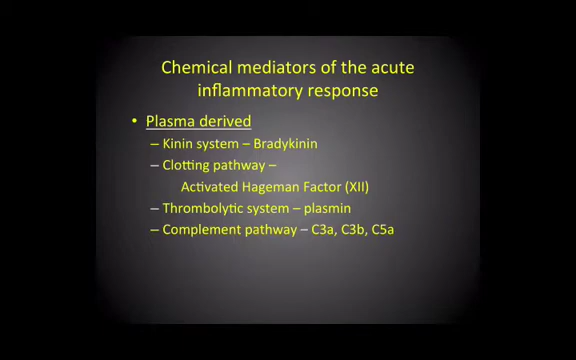 Chemical mediators of the acute
inflammatory response
• Plasma derived
– Kinin system – Bradykinin
– Clotting pathway –
Activated Hageman Factor (XII)
– Thrombolytic system – plasmin
– Complement pathway – C3a, C3b, C5a